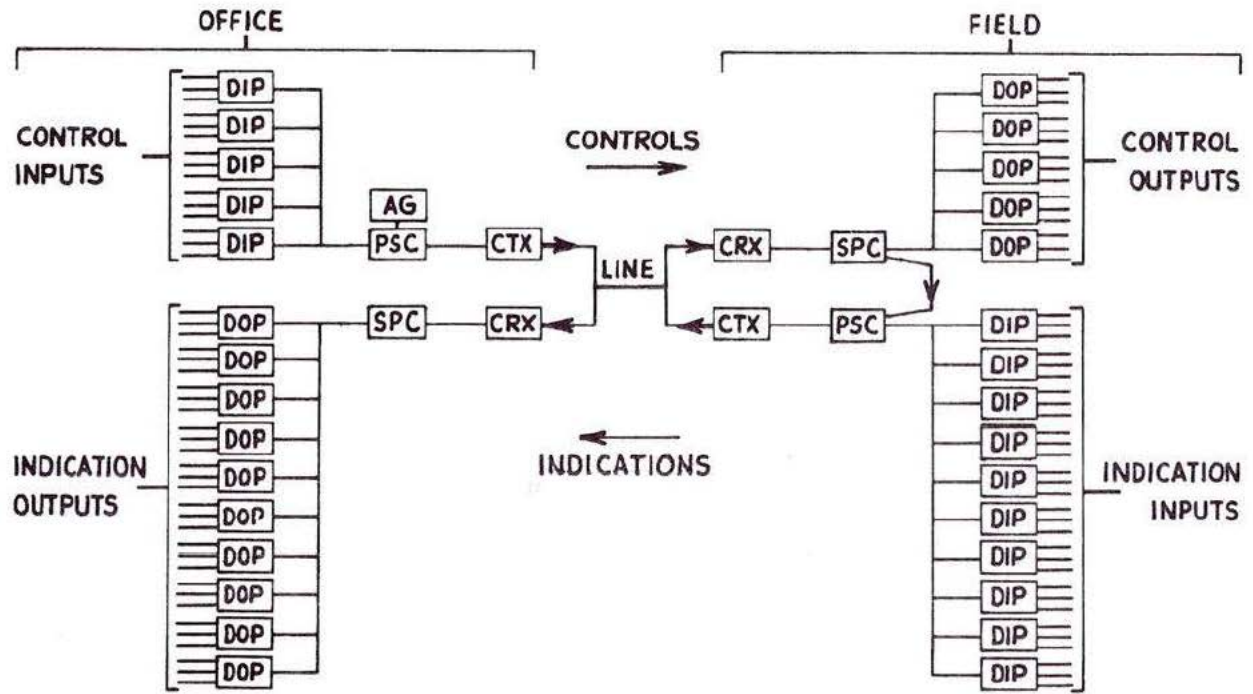 OFFICE
FIELD
DIP
DIP
DIP
DIP
DIP
CONTROL
INPUTS
AG
PSC
CTX
CONTROLS
LINE
CRX
SPC
DOP
DOP
DOP
DOP
DOP
CONTROL
OUTPUTS
DOP
DOP
DOP
DOP
DOP
DOP
DOP
DOP
DOP
DOP
INDICATION
OUTPUTS
SPC
CRX
INDICATIONS
CTX
PSC
DIP
DIP
DIP
DIP
DIP
DIP
DIP
DIP
DIP
DIP
INDICATION
INPUTS